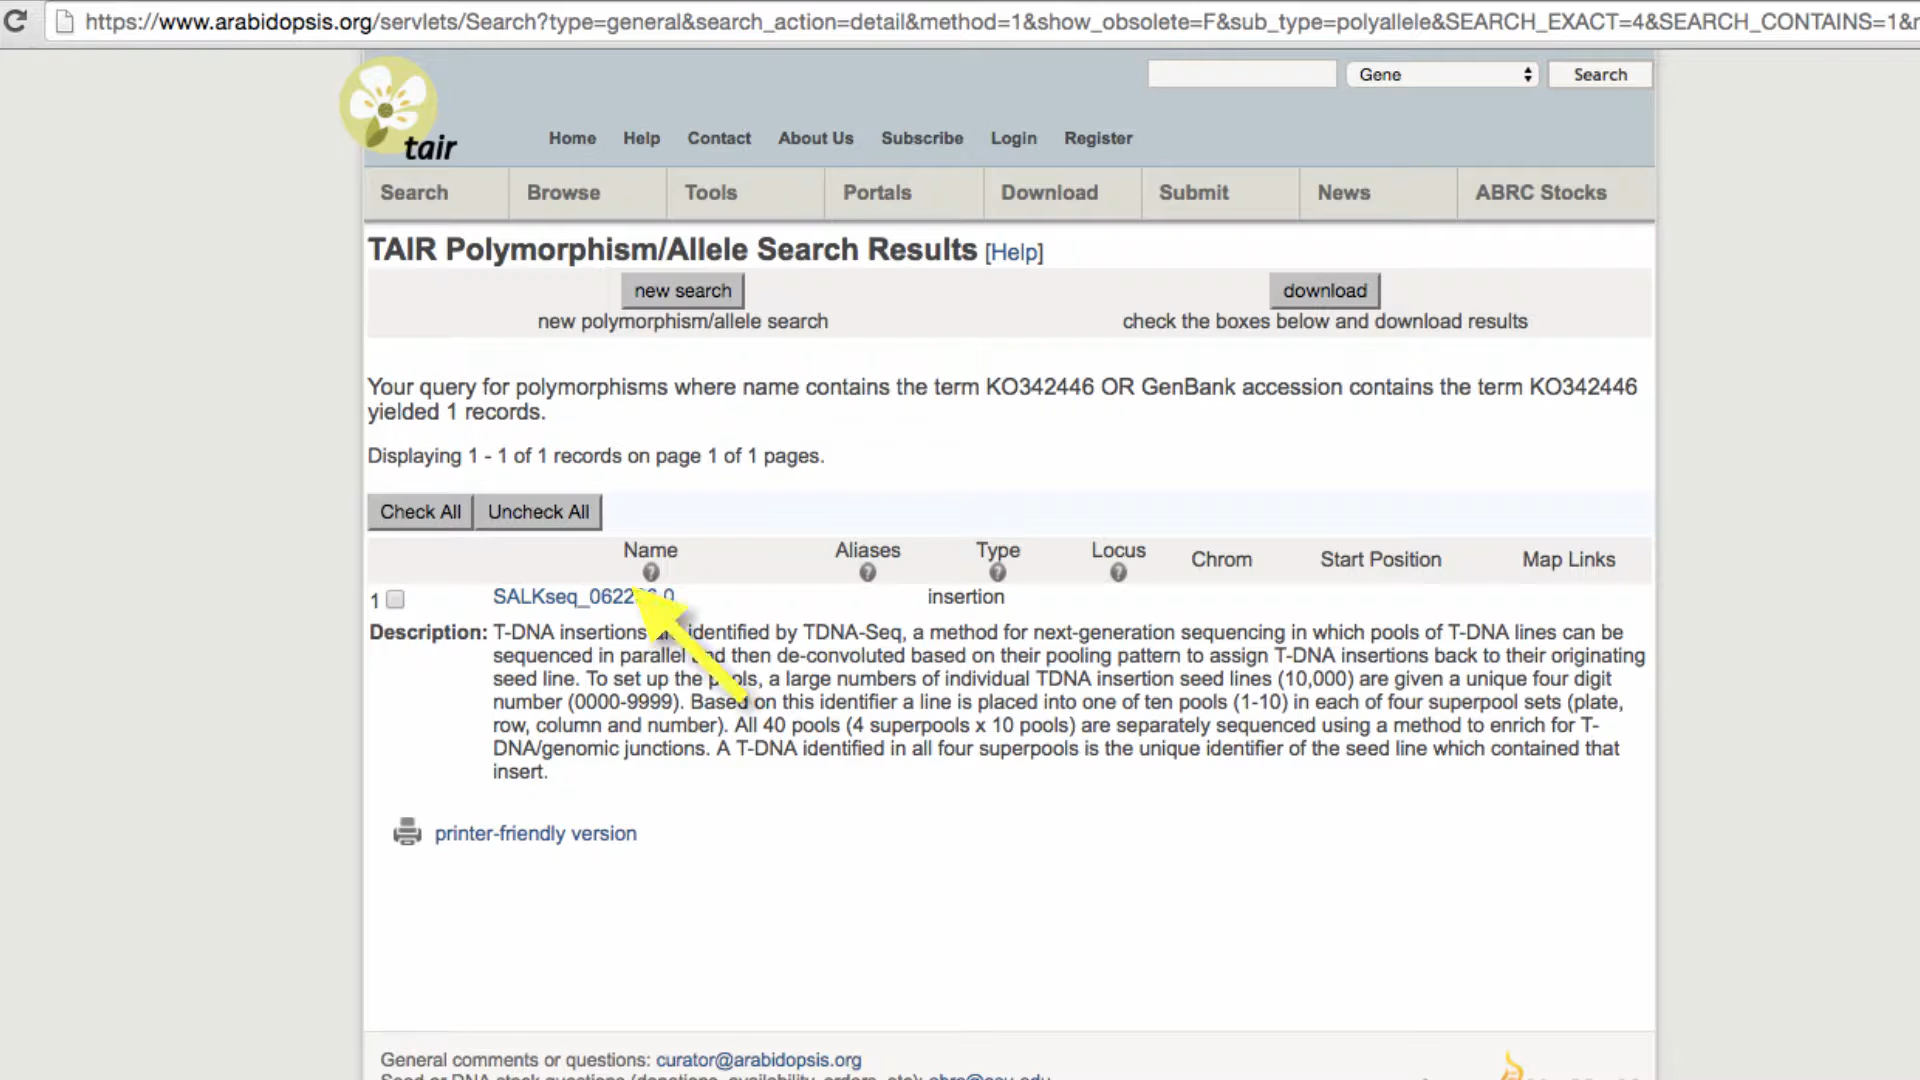 https://www.arabidopsis.org/servlets/Search?type=general&search_action=detail&method=1&show_obsolete=F&sub_type=polyallele&SEARCH_EXACT=4&SEARCH_CONTAINS=1&
Gene Search
tair
Home Help Contact About Us Subscribe Login Register
Search Browse Tools Portals Download Submit News ABRC Stocks
TAIR Polymorphism/Allele Search Results [Help]
new search download
new polymorphism/allele search check the boxes below and download results
Your query for polymorphisms where name contains the term KO342446 OR GenBank accession contains the term KO342446
yielded 1 records.
Displaying 1 - 1 of 1 records on page 1 of 1 pages.
Check All Uncheck All
Name Aliases Type Locus Chrom Start Position Map Links
1 insertion
Description: T-DNA insertions identified by TDNA-Seq, a method for next-generation sequencing in which pools of T-DNA lines can be
sequenced in parallel and then de-convoluted based on their pooling pattern to assign T-DNA insertions back to their originating
seed line. To set up the pools, a large numbers of individual TDNA insertion seed lines (10,000) are given a unique four digit
number (0000-9999). Based on this identifier a line is placed into one of ten pools (1-10) in each of four superpool sets (plate,
row, column and number). All 40 pools (4 superpools x 10 pools) are separately sequenced using a method to enrich for T-
DNA/genomic junctions. A T-DNA identified in all four superpools is the unique identifier of the seed line which contained that
insert.
printer-friendly version
General comments or questions: curator@arabidopsis.org